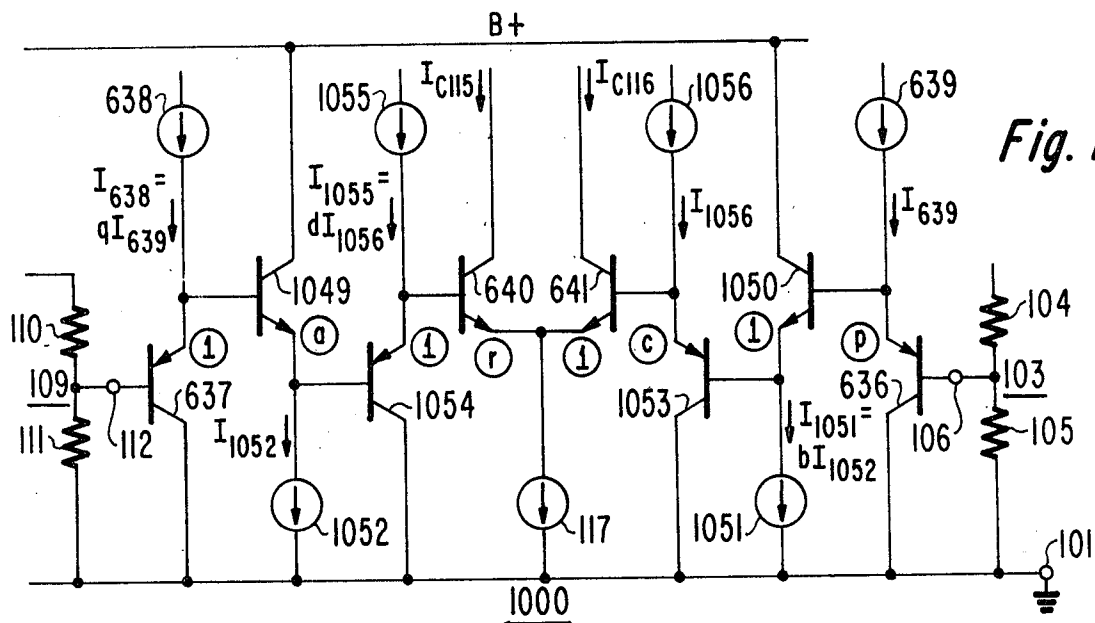 B+
638
1055
I_C115
I_C116
1056
639
Fig.
I_638 =
qI_639
I_1055 =
dI_1056
I_1056
I_639
1049
640
641
1050
104
110
1
a
1
r
1
c
1
p
109
103
637
1054
1053
636
111
112
I_1052
I_1051 =
bI_1052
106
105
1052
117
1051
101
1000